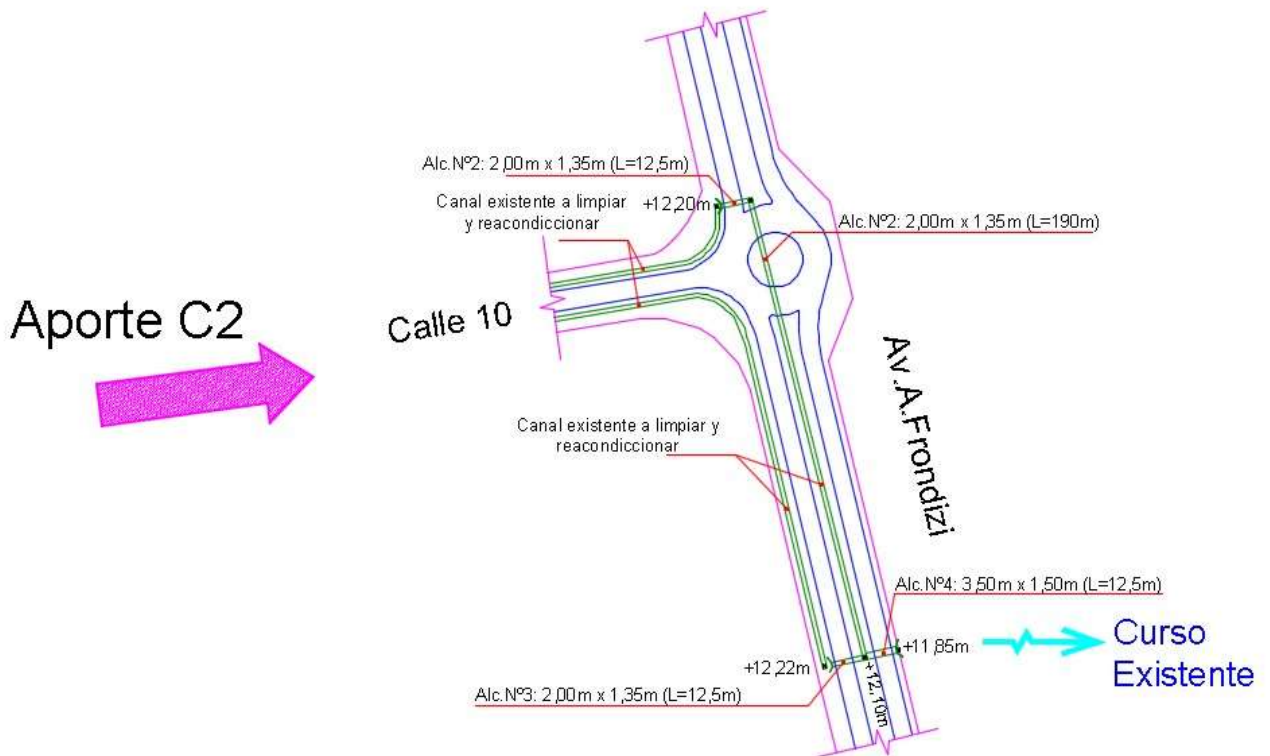 Alc.Nº2: 2,00m x 1,35m (L=12,5m)
Canal existente a limpiar
y reacondiccionar
+12,20m
Alc.Nº2: 2,00m x 1,35m (L=190m)
Aporte C2
Calle 10
Av.A.Frondizi
Canal existente a limpiar y
reacondiccionar
Alc.Nº4: 3,50m x 1,50m (L=12,5m)
+11,85m
Curso
Existente
+12,22m
+12,10m
Alc.Nº3: 2,00m x 1,35m (L=12,5m)